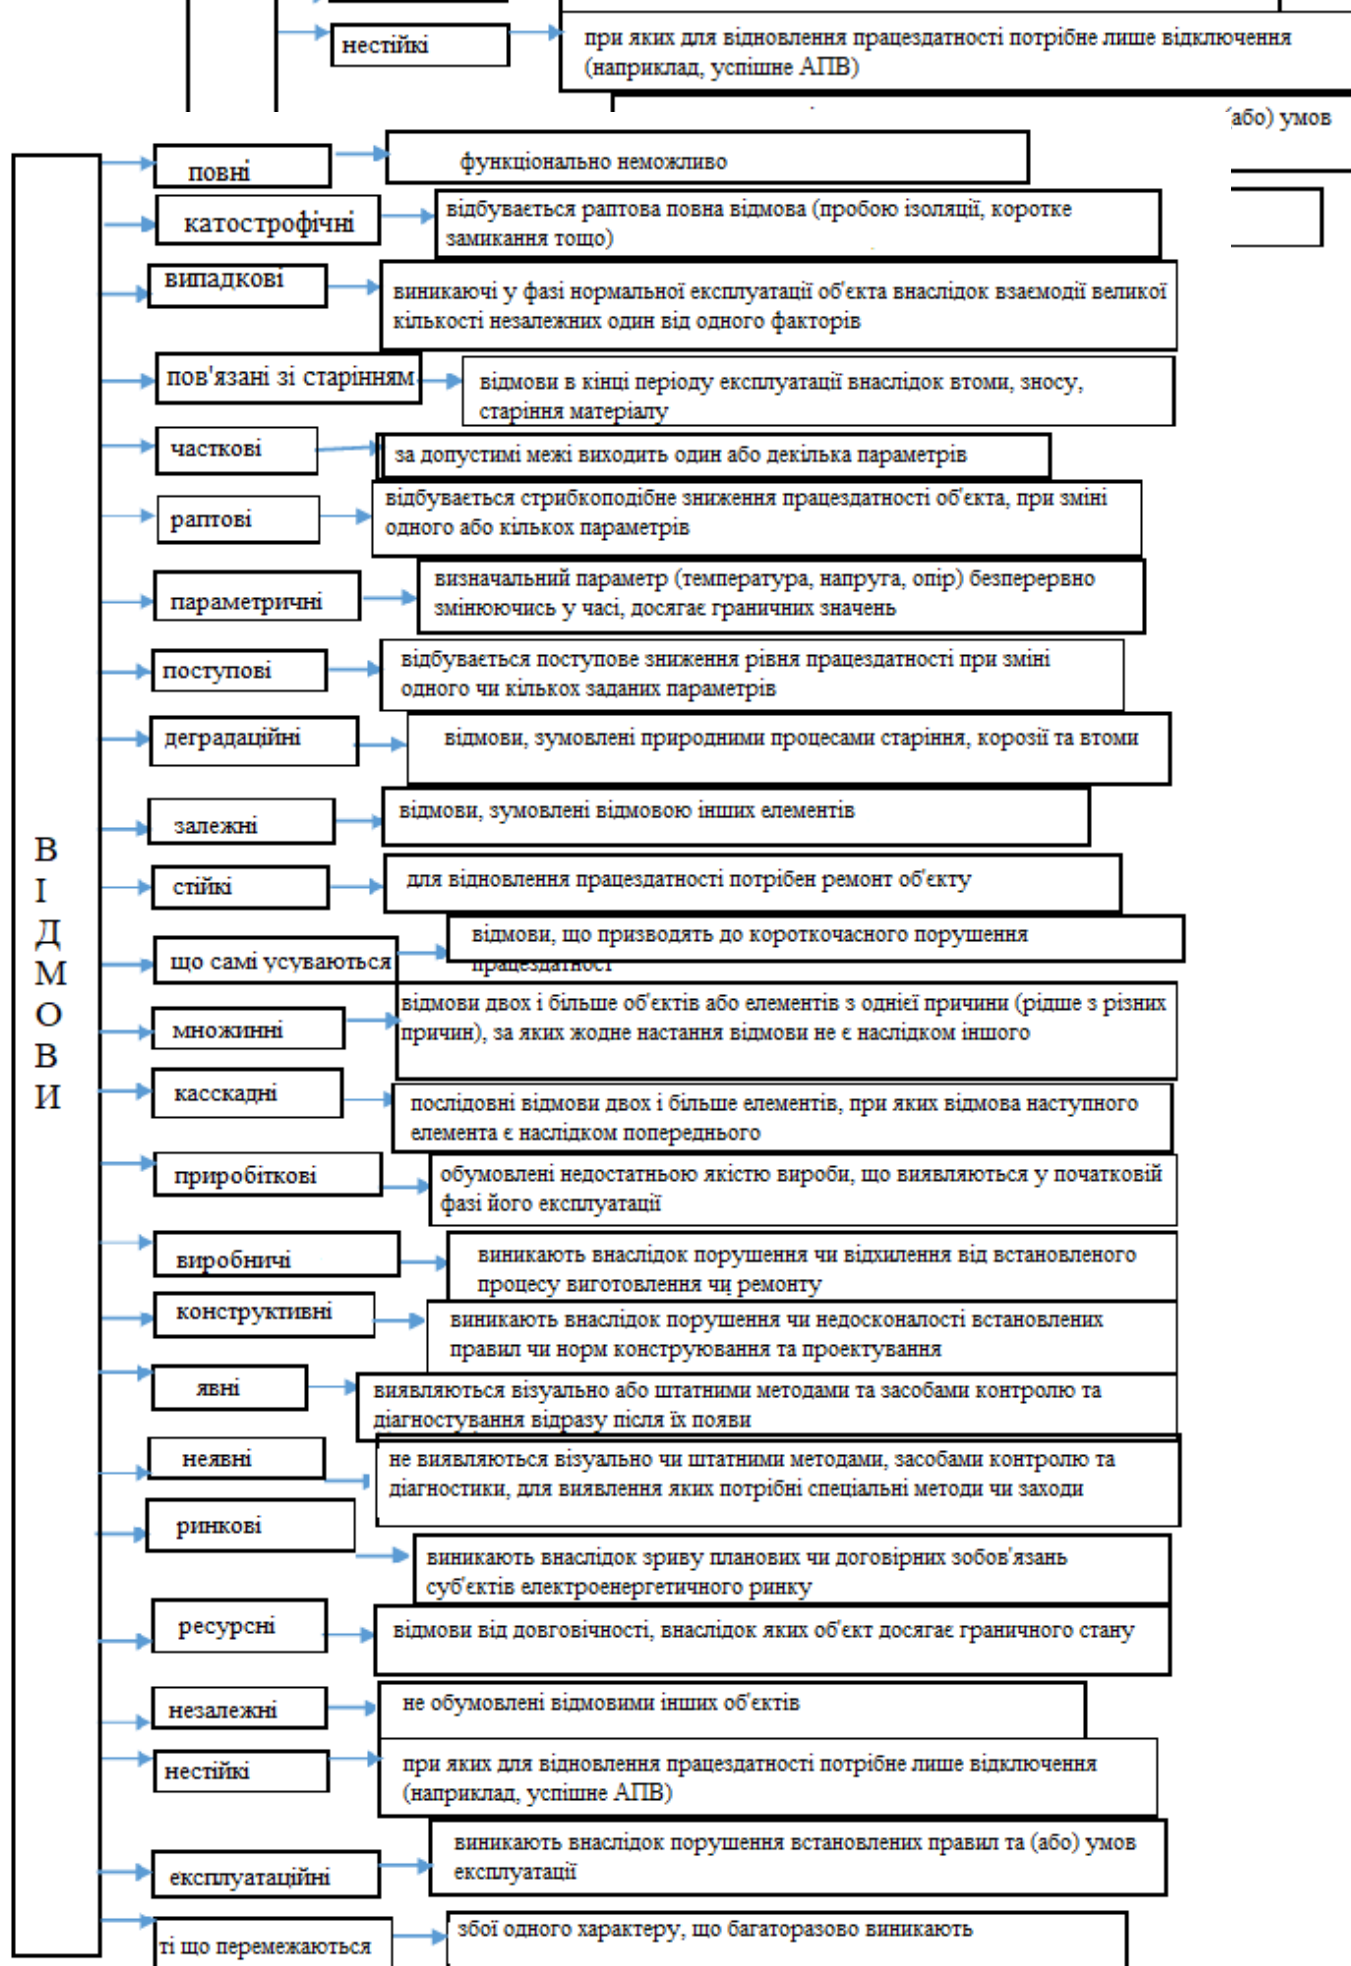 нестійкі
при яких для відновлення працездатності потрібне лише відключення
(наприклад, успішне АПВ)
(або) умов
повні
функціонально неможливо
катострофічні
відбувається раптова повна відмова (пробою ізоляції, коротке
замикання тощо)
випадкові
виникаючі у фазі нормальної експлуатації об'єкта внаслідок взаємодії великої
кількості незалежних один від одного факторів
пов'язані зі старінням
відмови в кінці періоду експлуатації внаслідок втоми, зносу,
старіння матеріалу
часткові
за допустимі межі виходить один або декілька параметрів
раптові
відбувається стрибкоподібне зниження працездатності об'єкта, при зміні
одного або кількох параметрів
параметричні
визначальний параметр (температура, напруга, опір) безперервно
змінюючись у часі, досягає граничних значень
поступові
відбувається поступове зниження рівня працездатності при зміні
одного чи кількох заданих параметрів
деградаційні
відмови, зумовлені природними процесами старіння, корозії та втоми
залежні
відмови, зумовлені відмовою інших елементів
В
І
Д
М
О
В
И
стійкі
для відновлення працездатності потрібен ремонт об'єкту
що самі усуваються
відмови, що призводять до короткочасного порушення
працездатност
множинні
відмови двох і більше об'єктів або елементів з однієї причини (рідше з різних
причин), за яких жодне настання відмови не є наслідком іншого
касскадні
послідовні відмови двох і більше елементів, при яких відмова наступного
елемента є наслідком попереднього
приробіткові
обумовлені недостатньою якістю вироби, що виявляються у початковій
фазі його експлуатації
виробничі
виникають внаслідок порушення чи відхилення від встановленого
процесу виготовлення чи ремонту
конструктивні
виникають внаслідок порушення чи недосконалості встановлених
правил чи норм конструювання та проектування
явні
виявляються візуально або штатними методами та засобами контролю та
діагностування відразу після їх появи
неявні
не виявляються візуально чи штатними методами, засобами контролю та
діагностики, для виявлення яких потрібні спеціальні методи чи заходи
ринкові
виникають внаслідок зриву планових чи договірних зобов'язань
суб'єктів електроенергетичного ринку
ресурсні
відмови від довговічності, внаслідок яких об'єкт досягає граничного стану
незалежні
не обумовлені відмовими інших об'єктів
нестійкі
при яких для відновлення працездатності потрібне лише відключення
(наприклад, успішне АПВ)
експлуатаційні
виникають внаслідок порушення встановлених правил та (або) умов
експлуатації
ті що перемежаються
збої одного характеру, що багаторазово виникають